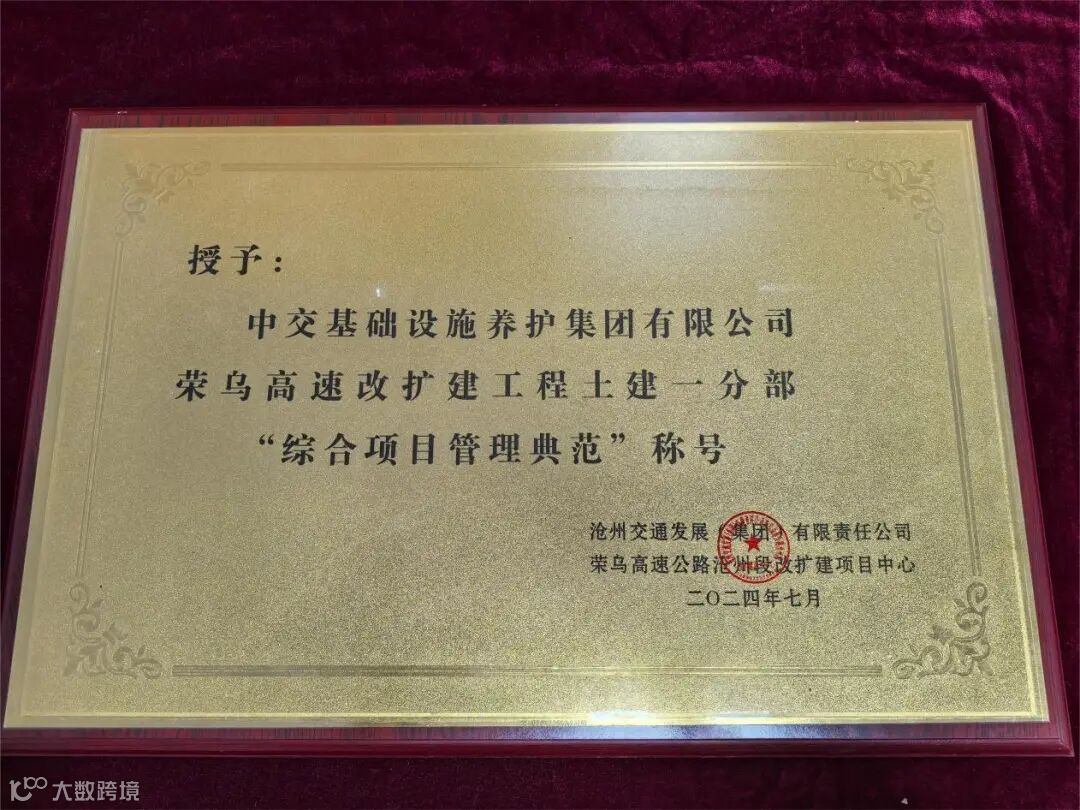 授予：
中交基础设施养护集团有限公司
荣乌高速改扩建工程土建一分部
“综合项目管理典范”称号
沧州交通发展（集团）有限责任公司
荣乌高速公路沧州段改扩建项目中心
二〇二四年七月
大数跨境